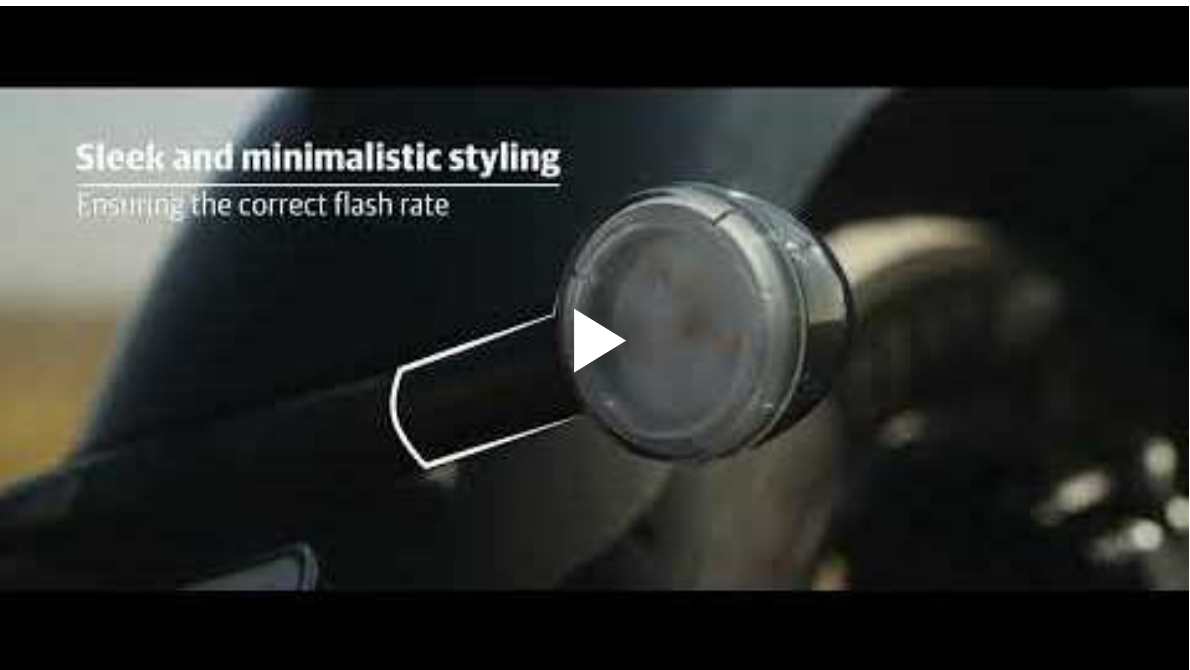 Sleek and minimalistic styling
Ensuring the correct flash rate